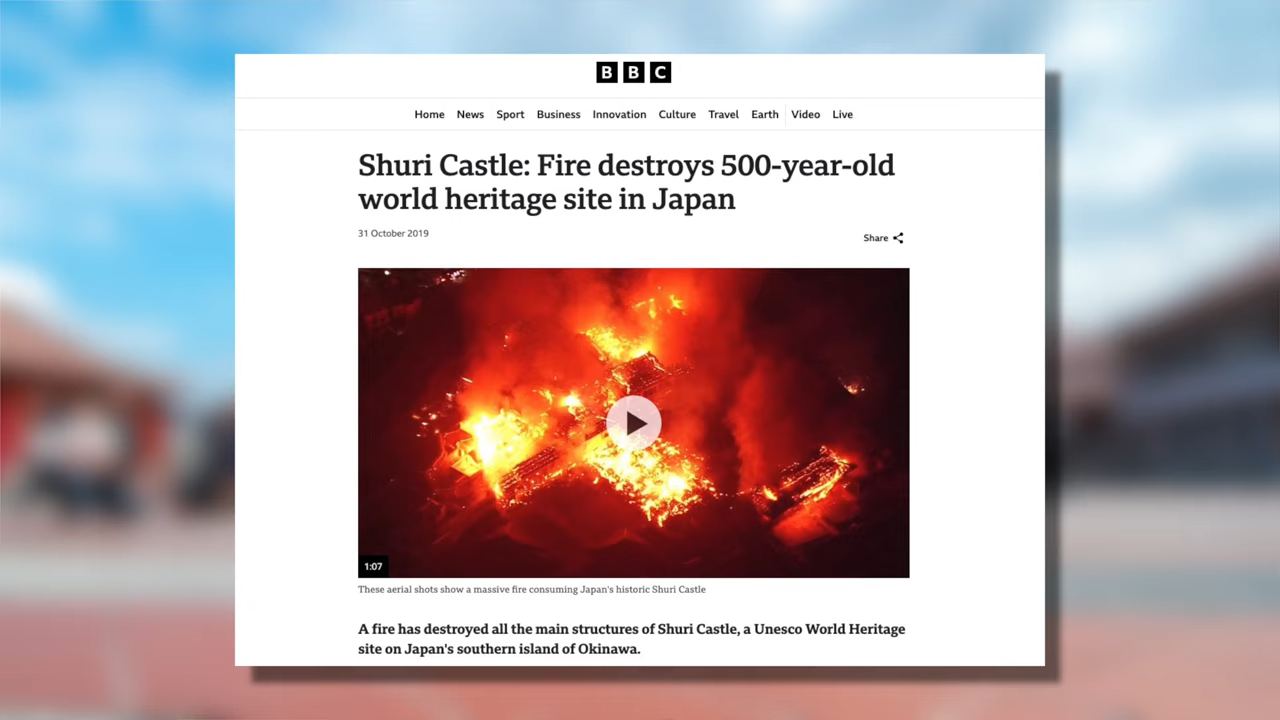 BBC
Home News Sport Business Innovation Culture Travel Earth Video Live
Shuri Castle: Fire destroys 500-year-old
world heritage site in Japan
31 October 2019
Share
1:07
These aerial shots show a massive fire consuming Japan's historic Shuri Castle
A fire has destroyed all the main structures of Shuri Castle, a Unesco World Heritage
site on Japan's southern island of Okinawa.